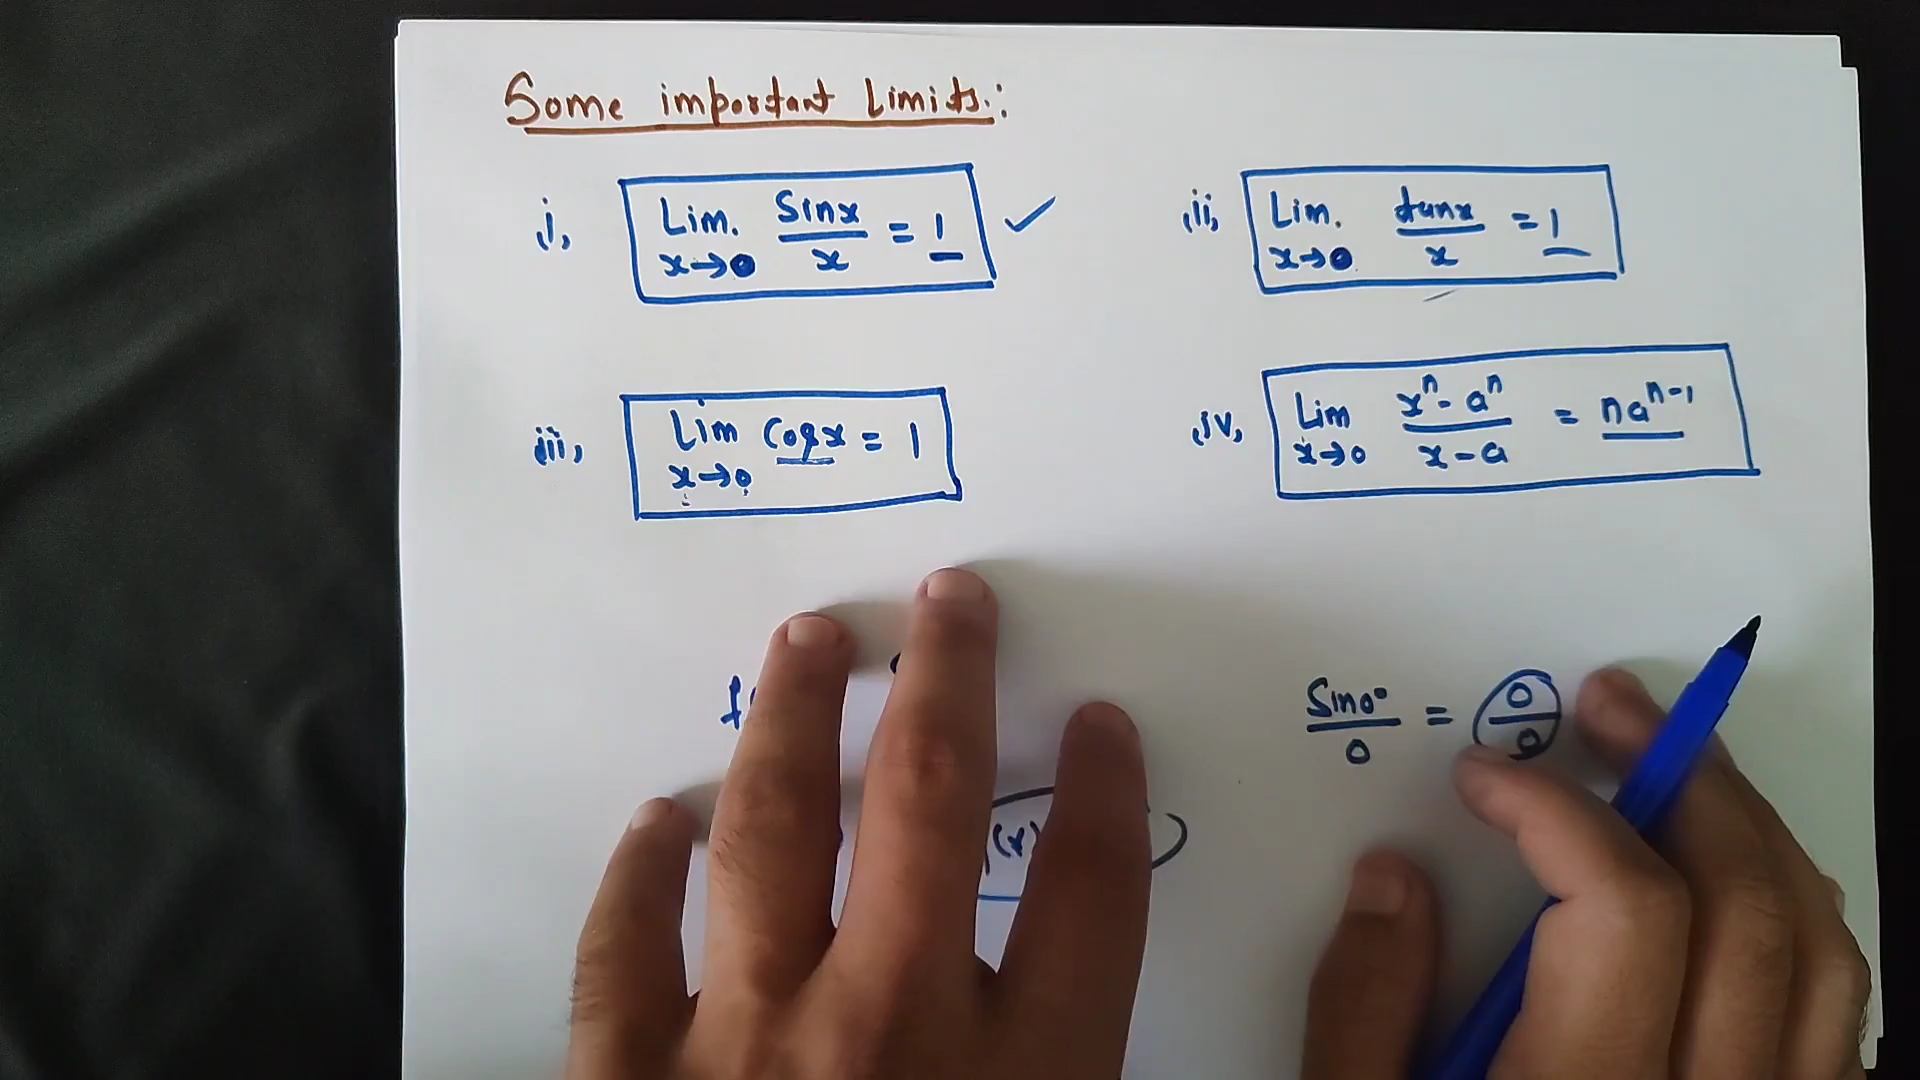 Some important Limits.:
i, Lim. x→0 Sinx/x = 1 ✓
ii, Lim. x→0 tanx/x = 1
iii, Lim x→0 Cosx = 1
iv, Lim x→0 xⁿ - aⁿ / x - a = naⁿ⁻¹
Sin0° / 0 = 0/0
(x)